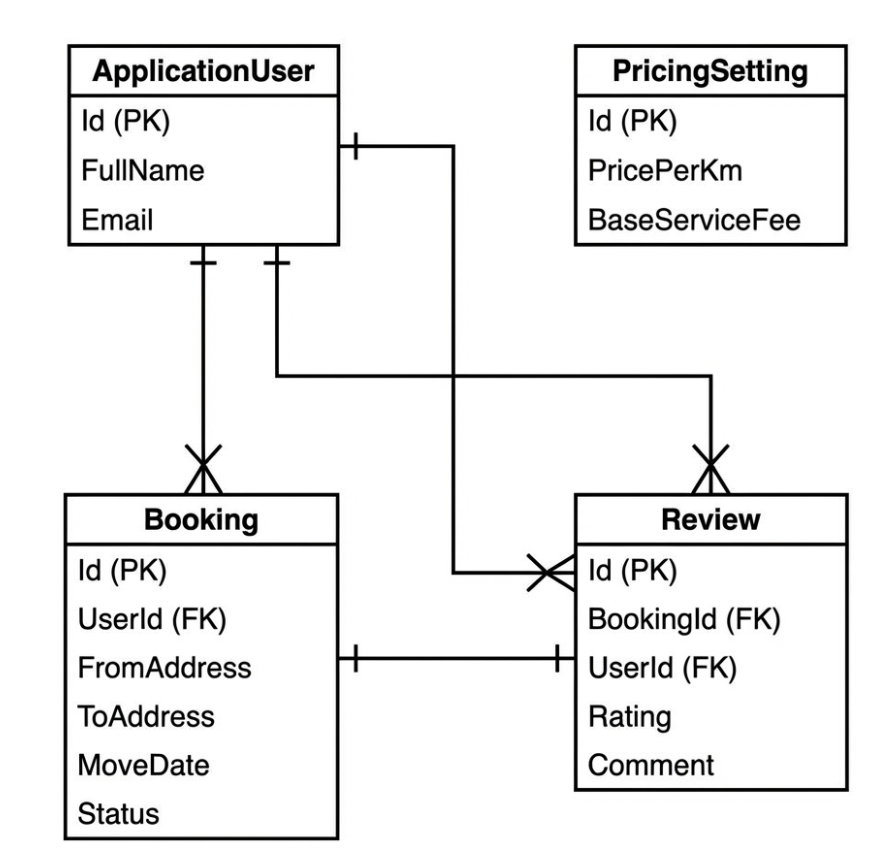 ApplicationUser
Id (PK)
FullName
Email
PricingSetting
Id (PK)
PricePerKm
BaseServiceFee
Booking
Id (PK)
UserId (FK)
FromAddress
ToAddress
MoveDate
Status
Review
Id (PK)
BookingId (FK)
UserId (FK)
Rating
Comment